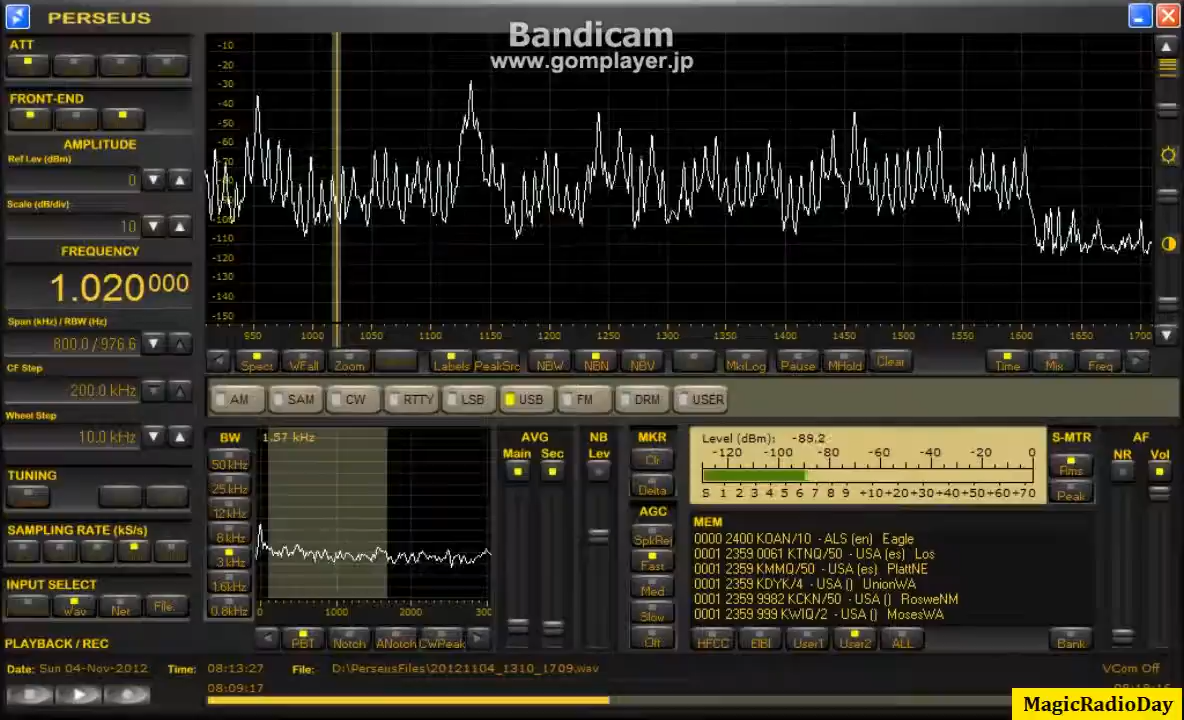 PERSEUS
Bandicam
www.gomplayer.jp
ATT
FRONT-END
AMPLITUDE
Ref Lev (dBm)
0
Scale (dB/div)
10
FREQUENCY
1.020000
Span (kHz) / RBW (Hz)
800.0 / 976.6
CF Step
200.0 kHz
Wheel Step
10.0 kHz
TUNING
SAMPLING RATE (kS/s)
INPUT SELECT
Wav Net File
-10
-20
-30
-40
-50
-60
-70
-80
-90
-100
-110
-120
-130
-140
-150
950 1000 1050 1100 1150 1200 1250 1300 1350 1400 1450 1500 1550 1600 1650 1700
Spect WFall Zoom Labels PeakSrc NBW NBN NBV MkrLog Pause MHold Clear Time Mix Freq
AM SAM CW RTTY LSB USB FM DRM USER
BW
50 kHz
25 kHz
12 kHz
6 kHz
3 kHz
1.6kHz
0.8kHz
1.57 kHz
0 1000 2000 300
PBT Notch ANotch CWPeak
AVG
Main Sec
NB
Lev
MKR
Clr
Delta
AGC
SpkRej
Fast
Med
Slow
Off
Level (dBm): -89.2
-120 -100 -80 -60 -40 -20 0
S 1 2 3 4 5 6 7 8 9 +10+20+30+40+50+60+70
S-MTR
Rms
Peak
AF
NR Vol
MEM
0000 2400 KOAN/10 - ALS (en) Eagle
0001 2359 0061 KTNQ/50 - USA (es) Los
0001 2359 KMMQ/50 - USA (es) PlattNE
0001 2359 KDYK/4 - USA () UnionWA
0001 2359 9982 KCKN/50 - USA () RosweNM
0001 2359 999 KWIQ/2 - USA () MosesWA
HFCC EIBI User1 User2 ALL Bank
PLAYBACK / REC
Date: Sun 04-Nov-2012 Time: 08:13:27 File: D:\PerseusFiles\20121104_1310_1709.wav VCom Off
08:09:17
MagicRadioDay